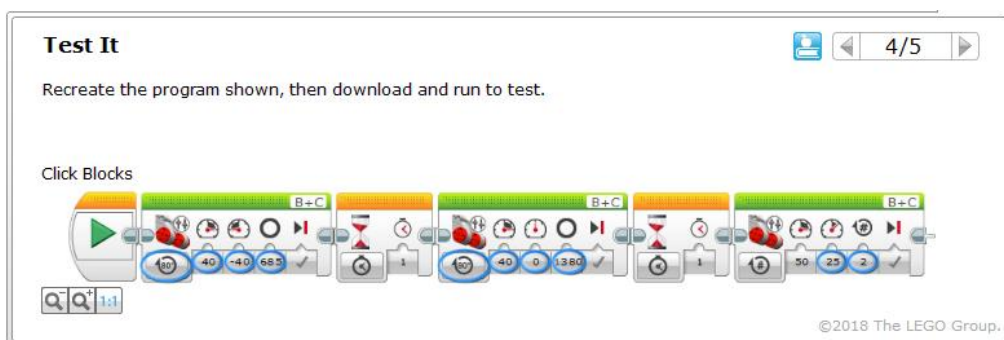 Test It
4/5
Recreate the program shown, then download and run to test.
Click Blocks
B+C B+C B+C
# 
40 -40 685 1 40 0 1380 1 # 50 25 2
1:1
©2018 The LEGO Group.